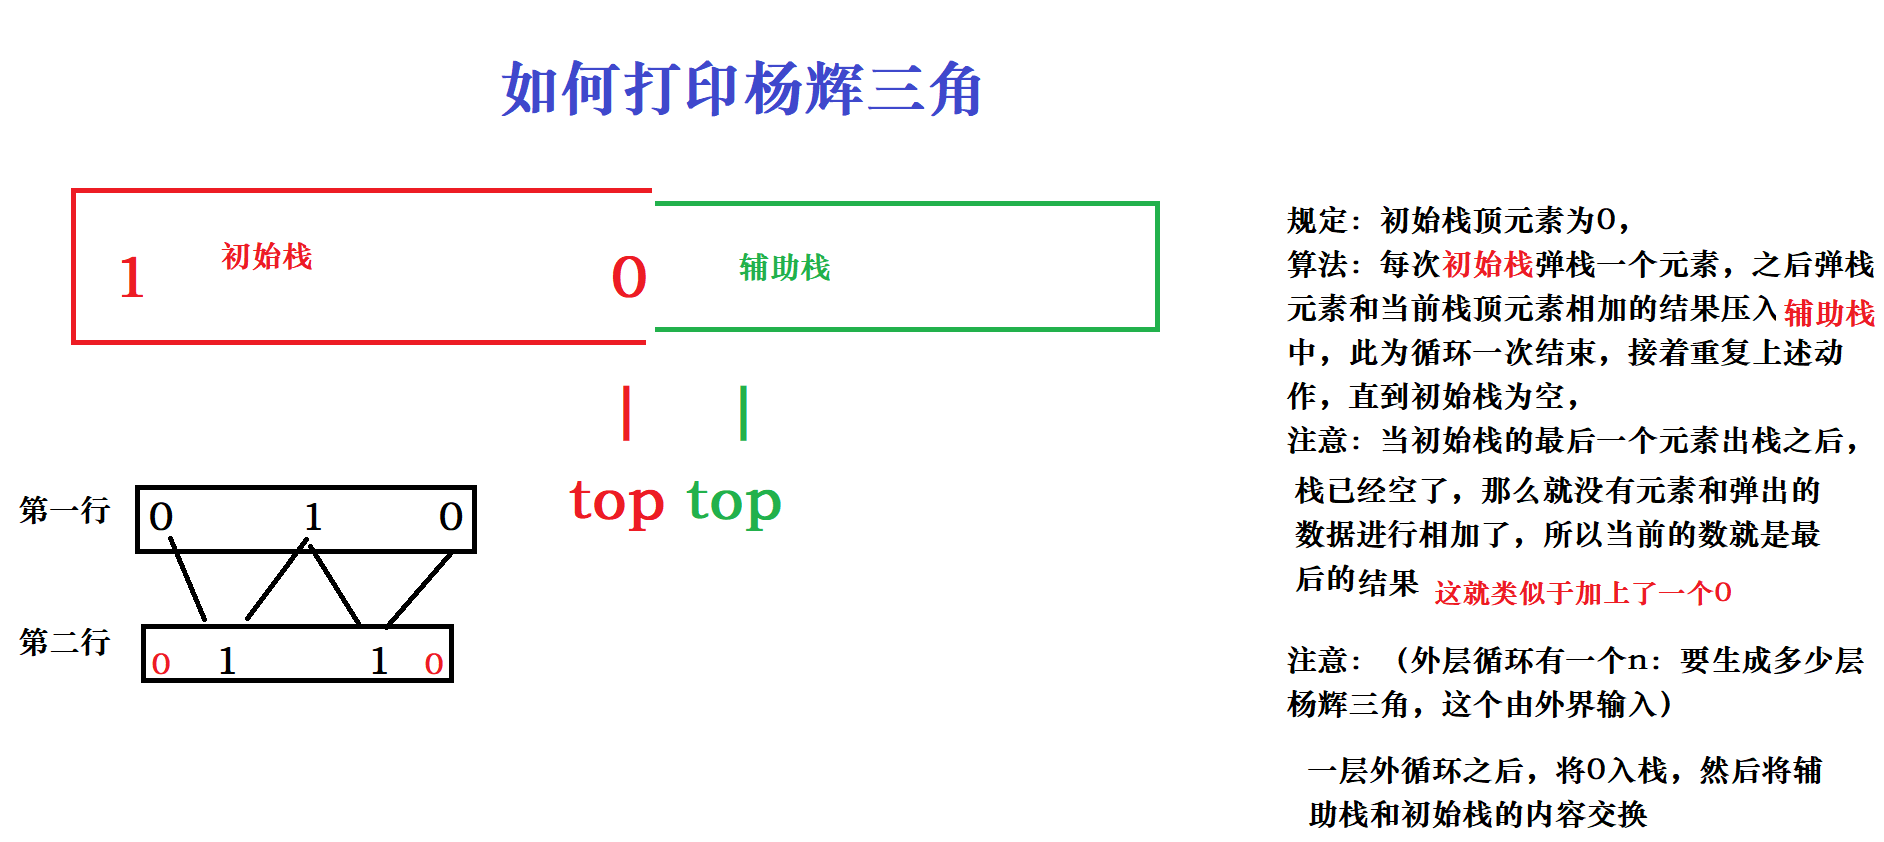 如何打印杨辉三角
1 初始栈 0 辅助栈
top top
第一行 0 1 0
第二行 0 1 1 0
规定：初始栈顶元素为0，
算法：每次初始栈弹栈一个元素，之后弹栈
元素和当前栈顶元素相加的结果压入 辅助栈
中，此为循环一次结束，接着重复上述动
作，直到初始栈为空，
注意：当初始栈的最后一个元素出栈之后，
栈已经空了，那么就没有元素和弹出的
数据进行相加了，所以当前的数就是最
后的结果 这就类似于加上了一个0
注意：（外层循环有一个n：要生成多少层
杨辉三角，这个由外界输入）
一层外循环之后，将0入栈，然后将辅
助栈和初始栈的内容交换